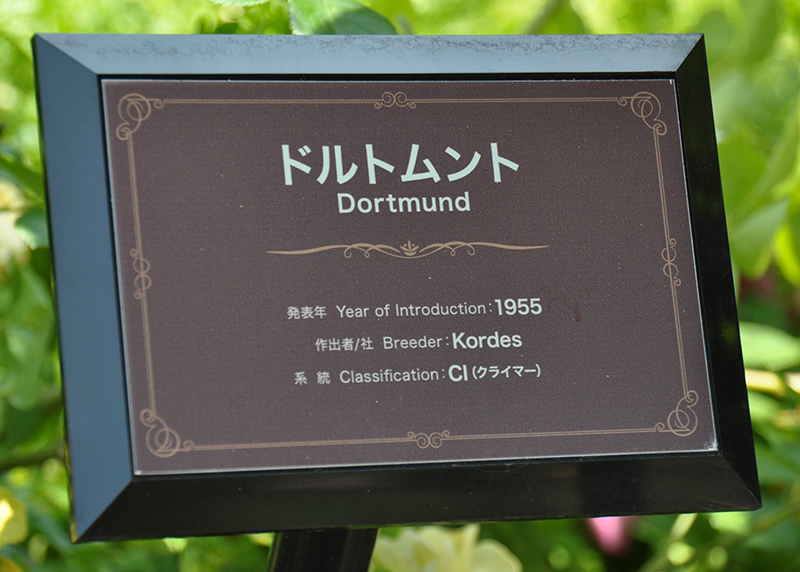 ドルトムント
Dortmund
発表年 Year of Introduction:1955
作出者/社 Breeder:Kordes
系 統 Classification:Cl(クライマー)